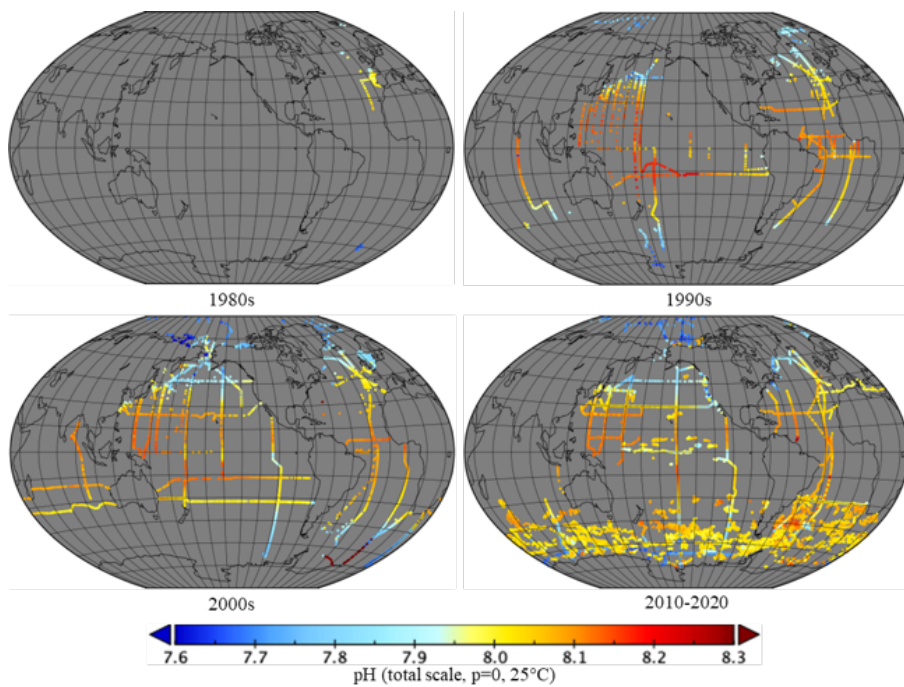 1980s
1990s
2000s
2010-2020
7.6 7.7 7.8 7.9 8.0 8.1 8.2 8.3
pH (total scale, p=0, 25°C)